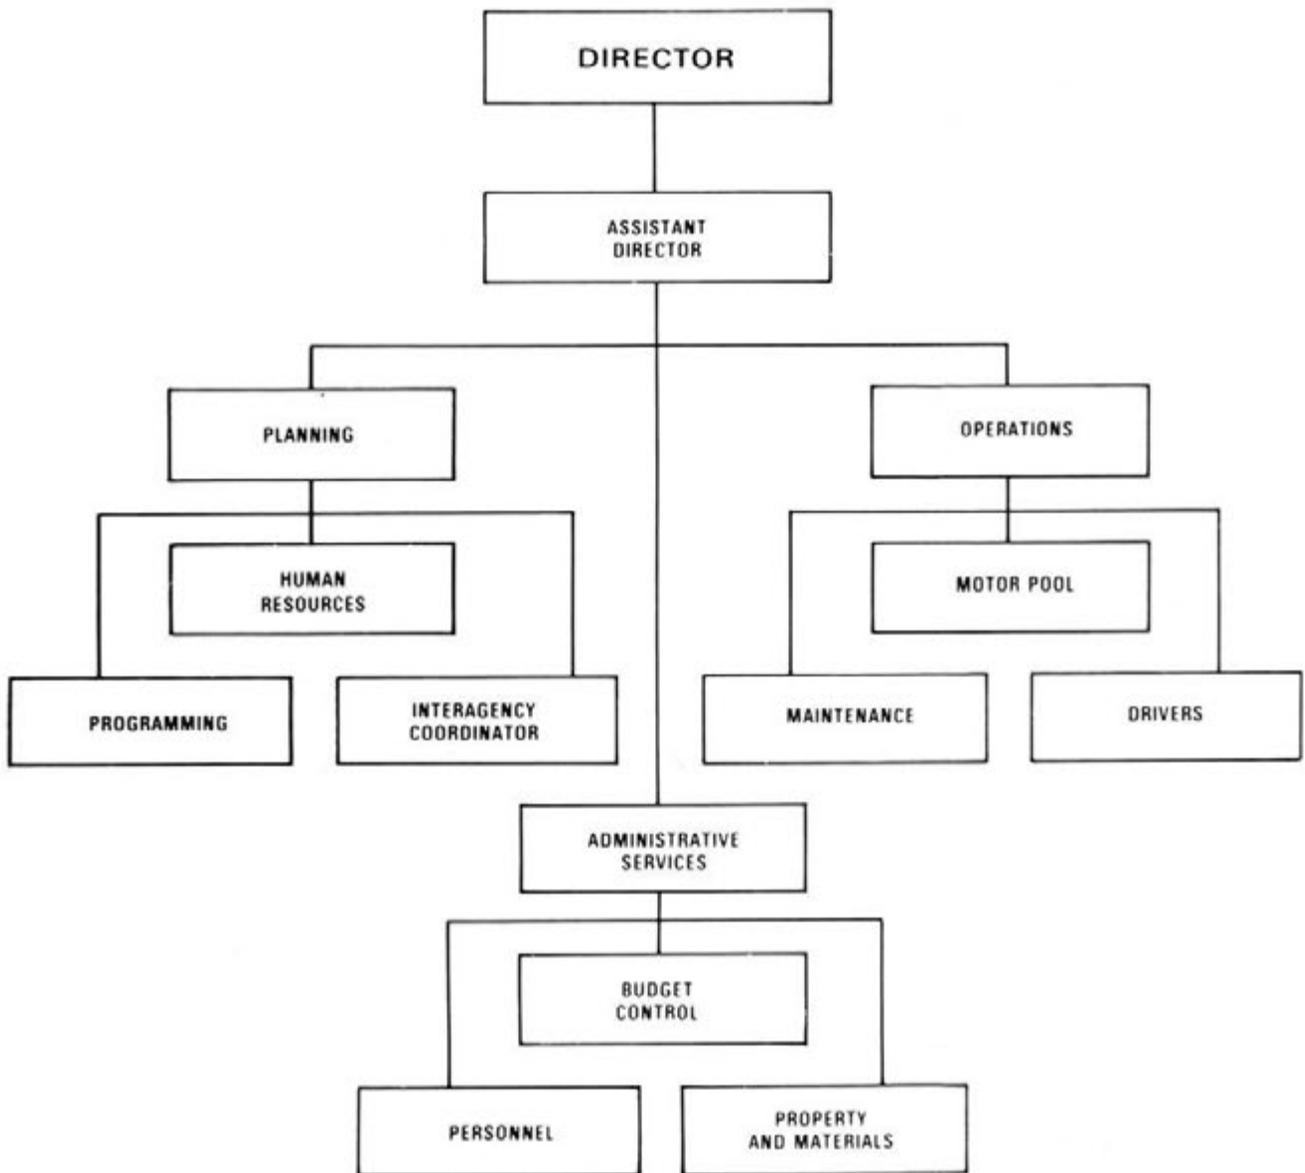 DIRECTOR
ASSISTANT
DIRECTOR
PLANNING
OPERATIONS
HUMAN
RESOURCES
MOTOR POOL
PROGRAMMING
INTERAGENCY
COORDINATOR
MAINTENANCE
DRIVERS
ADMINISTRATIVE
SERVICES
BUDGET
CONTROL
PERSONNEL
PROPERTY
AND MATERIALS